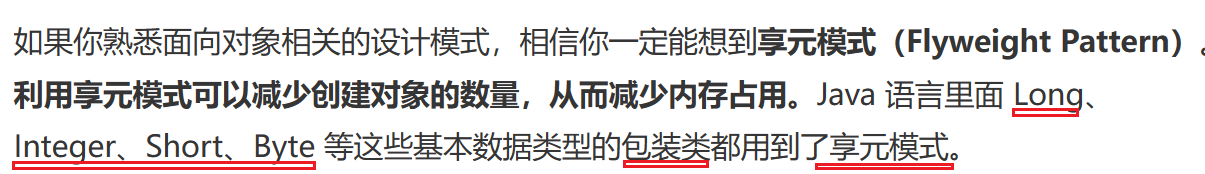 如果你熟悉面向对象相关的设计模式，相信你一定能想到享元模式（Flyweight Pattern）。
利用享元模式可以减少创建对象的数量，从而减少内存占用。Java 语言里面 Long、
Integer、Short、Byte 等这些基本数据类型的包装类都用到了享元模式。